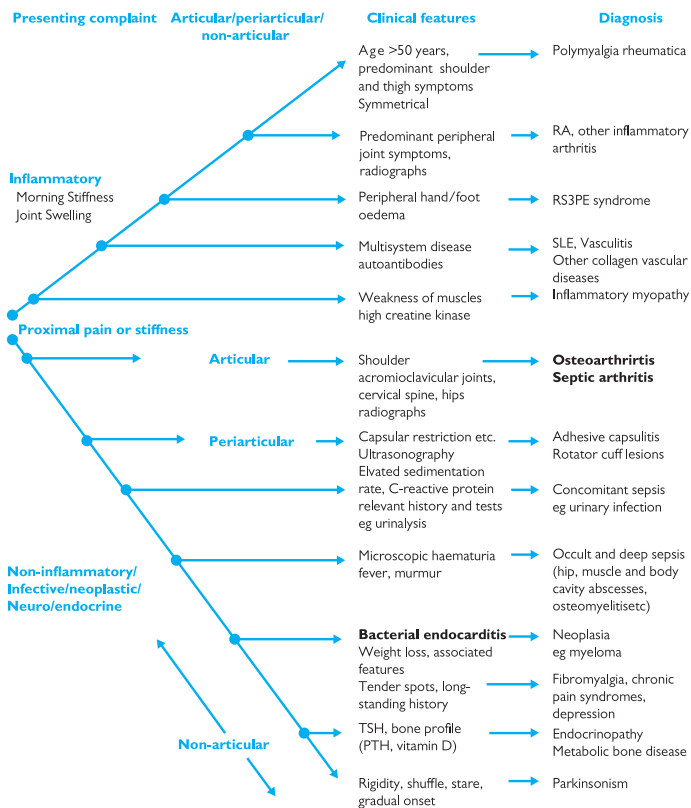 Presenting complaint
Articular/periarticular/
non-articular
Clinical features
Diagnosis
Age >50 years,
predominant shoulder
and thigh symptoms
Symmetrical
Polymyalgia rheumatica
Predominant peripheral
joint symptoms,
radiographs
RA, other inflammatory
arthritis
Inflammatory
Morning Stiffness
Joint Swelling
Peripheral hand/foot
oedema
RS3PE syndrome
Multisystem disease
autoantibodies
SLE, Vasculitis
Other collagen vascular
diseases
Weakness of muscles
high creatine kinase
Inflammatory myopathy
Proximal pain or stiffness
Articular
Shoulder
acromioclavicular joints,
cervical spine, hips
radiographs
Osteoarthrirtis
Septic arthritis
Periarticular
Capsular restriction etc.
Ultrasonography
Adhesive capsulitis
Rotator cuff lesions
Elvated sedimentation
rate, C-reactive protein
relevant history and tests
eg urinalysis
Concomitant sepsis
eg urinary infection
Non-inflammatory/
Infective/neoplastic/
Neuro/endocrine
Microscopic haematuria
fever, murmur
Occult and deep sepsis
(hip, muscle and body
cavity abscesses,
osteomyelitisetc)
Bacterial endocarditis
Weight loss, associated
features
Neoplasia
eg myeloma
Tender spots, long-
standing history
Fibromyalgia, chronic
pain syndromes,
depression
Non-articular
TSH, bone profile
(PTH, vitamin D)
Endocrinopathy
Metabolic bone disease
Rigidity, shuffle, stare,
gradual onset
Parkinsonism